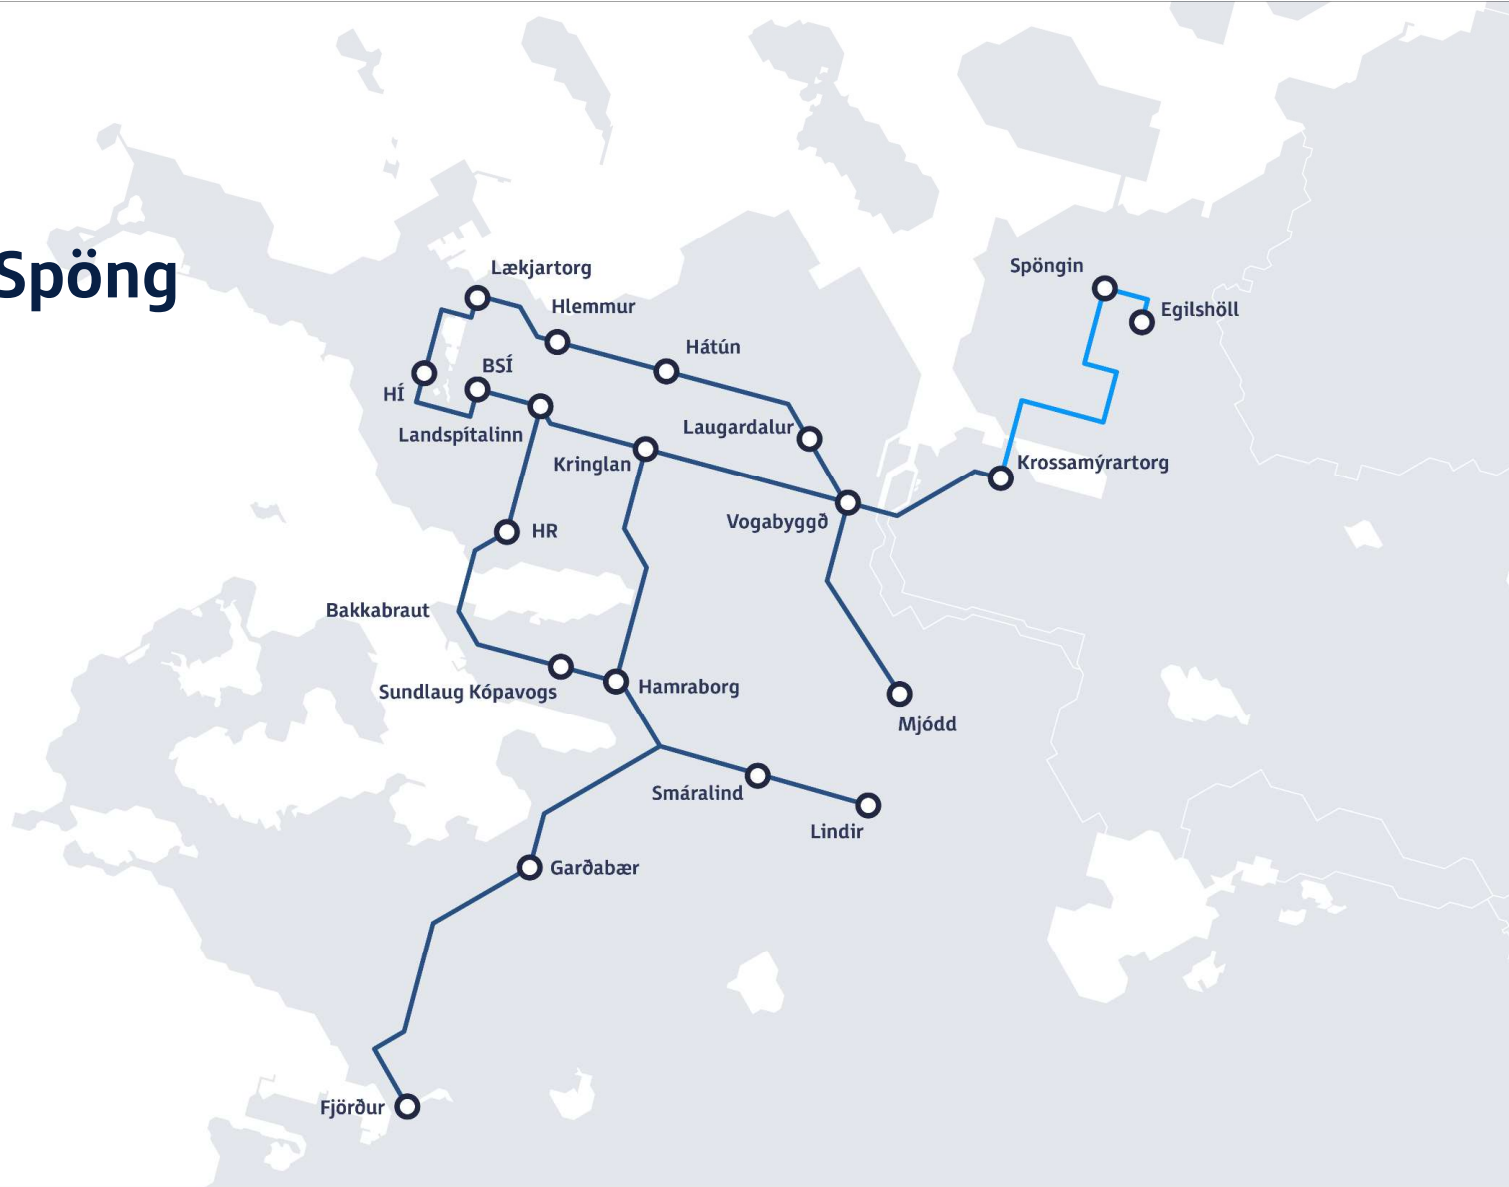 Spöng
Lækjartorg
Spöngin
Hlemmur
Egilshöll
Hátún
BSÍ
HÍ
Landspítalinn
Laugardalur
Kringlan
Krossamýrartorg
Vogabyggð
HR
Bakkabraut
Sundlaug Kópavogs
Hamraborg
Mjódd
Smáralind
Lindir
Garðabær
Fjörður